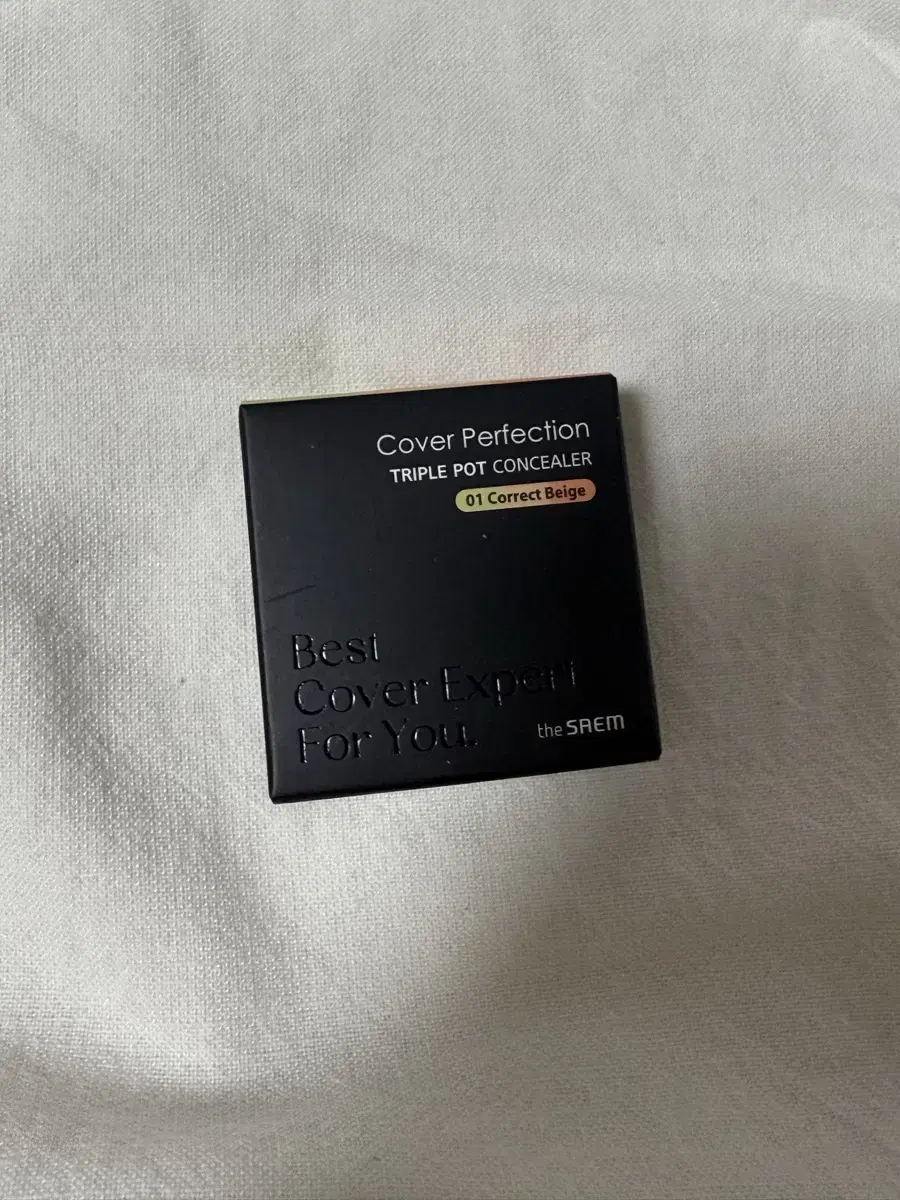 Cover Perfection
TRIPLE POT CONCEALER
01 Correct Beige
Best
Cover Expert
For You.
the SAEM